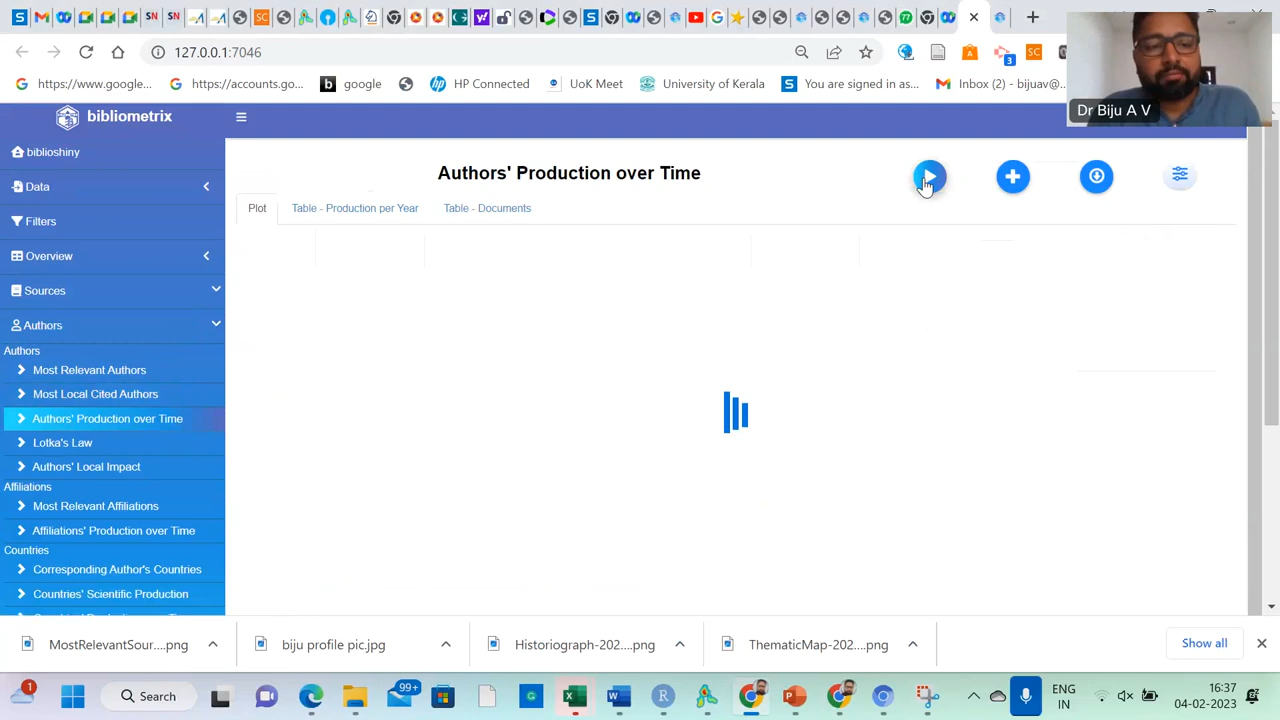 127.0.0.1:7046
3
SC
https://www.google...
https://accounts.go...
b google
HP Connected
UoK Meet
University of Kerala
S You are signed in as...
Inbox (2) - bijuav@...
Dr Biju A V
bibliometrix
biblioshiny
Data
Filters
Overview
Sources
Authors
Authors
Most Relevant Authors
Most Local Cited Authors
Authors' Production over Time
Lotka's Law
Authors' Local Impact
Affiliations
Most Relevant Affiliations
Affiliations' Production over Time
Countries
Corresponding Author's Countries
Countries' Scientific Production
Authors' Production over Time
Plot
Table - Production per Year
Table - Documents
MostRelevantSour....png
biju profile pic.jpg
Historiograph-202....png
ThematicMap-202....png
Show all
1
Search
99+
ENG
IN
16:37
04-02-2023